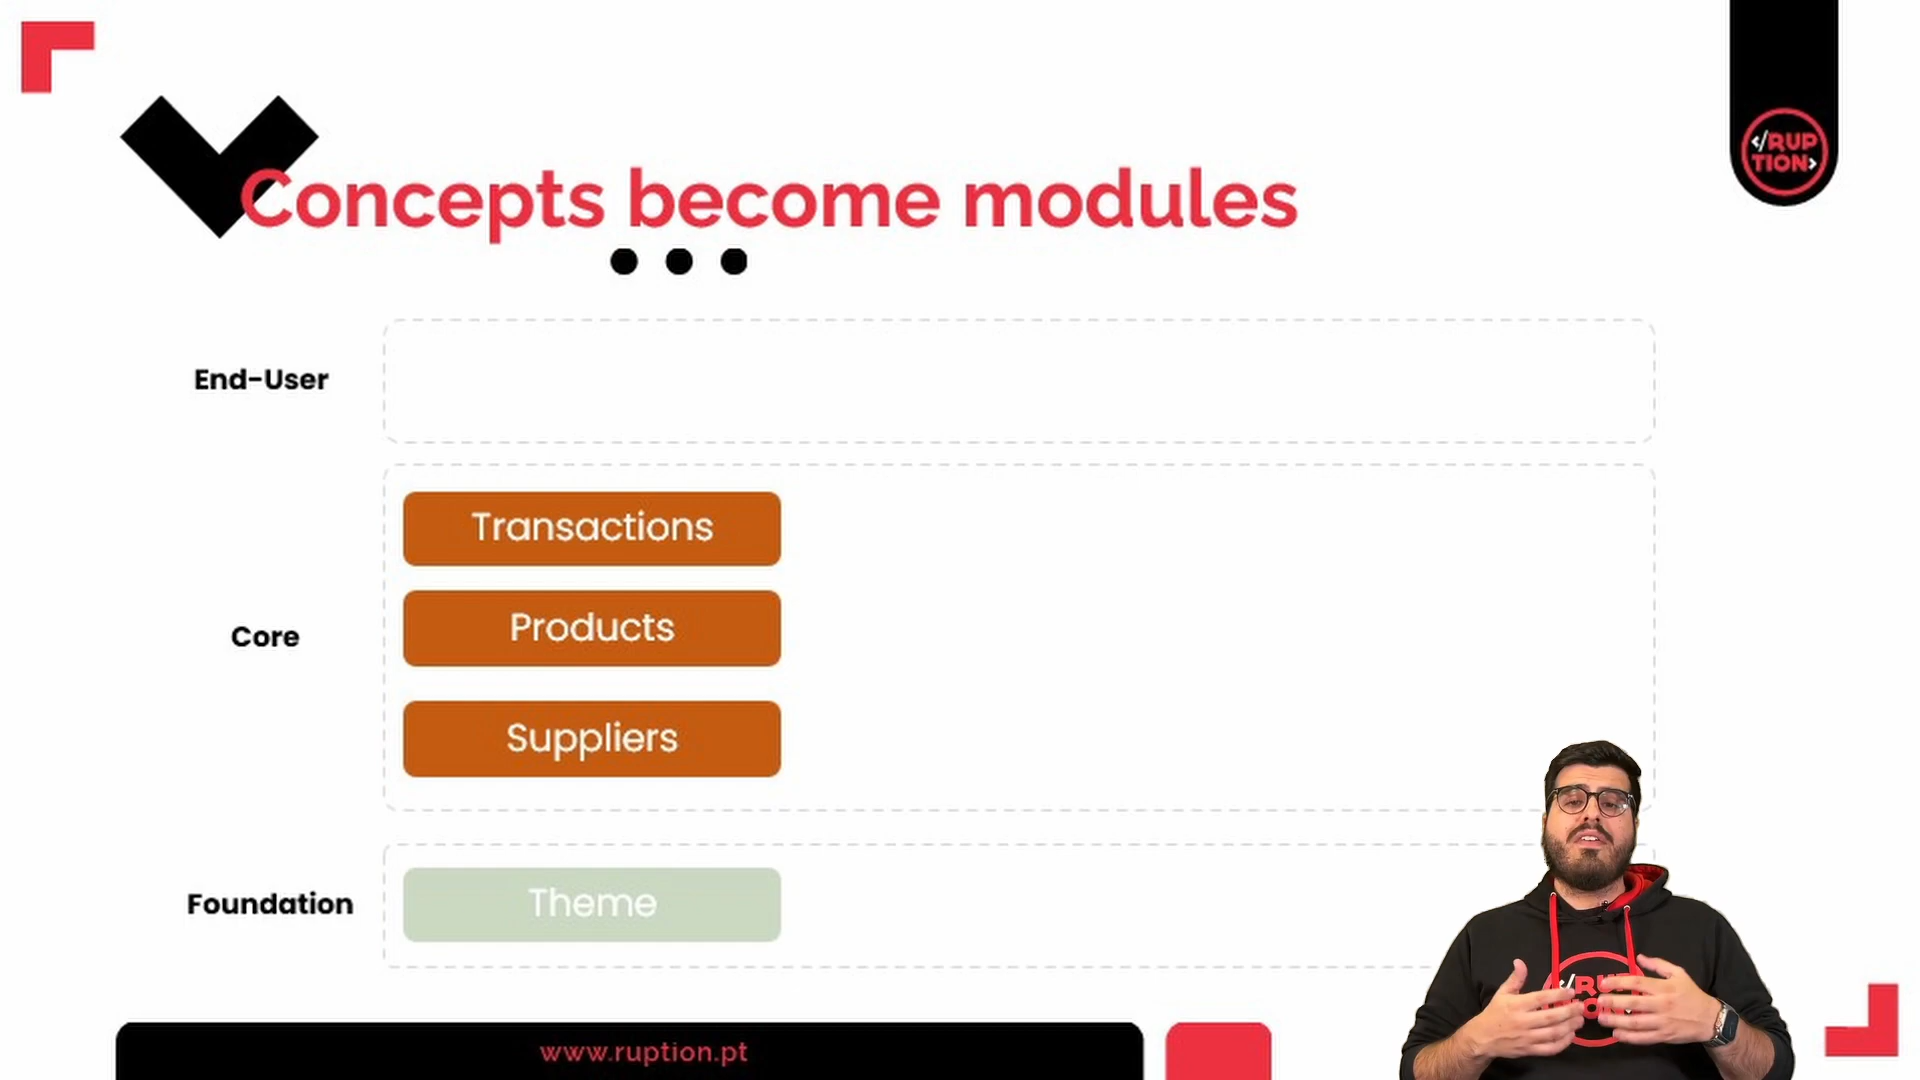 </RUP
TION>
Concepts become modules
End-User
Transactions
Products
Core
Suppliers
Foundation
Theme
www.ruption.pt